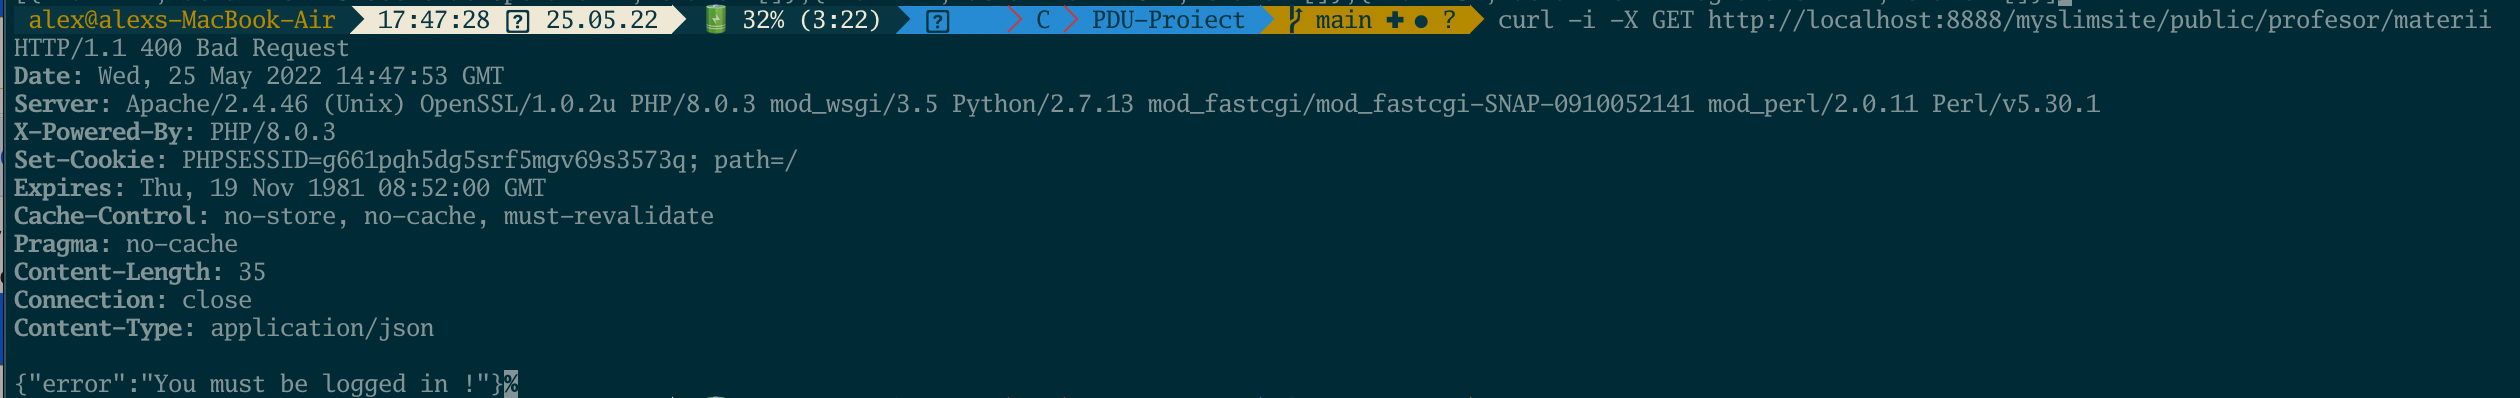 alex@alexs-MacBook-Air 17:47:28 ? 25.05.22 32% (3:22) ? C PDU-Proiect main ✚ ● ? curl -i -X GET http://localhost:8888/myslimsite/public/profesor/materii
HTTP/1.1 400 Bad Request
Date: Wed, 25 May 2022 14:47:53 GMT
Server: Apache/2.4.46 (Unix) OpenSSL/1.0.2u PHP/8.0.3 mod_wsgi/3.5 Python/2.7.13 mod_fastcgi/mod_fastcgi-SNAP-0910052141 mod_perl/2.0.11 Perl/v5.30.1
X-Powered-By: PHP/8.0.3
Set-Cookie: PHPSESSID=g661pqh5dg5srf5mgv69s3573q; path=/
Expires: Thu, 19 Nov 1981 08:52:00 GMT
Cache-Control: no-store, no-cache, must-revalidate
Pragma: no-cache
Content-Length: 35
Connection: close
Content-Type: application/json
{"error":"You must be logged in !"}%